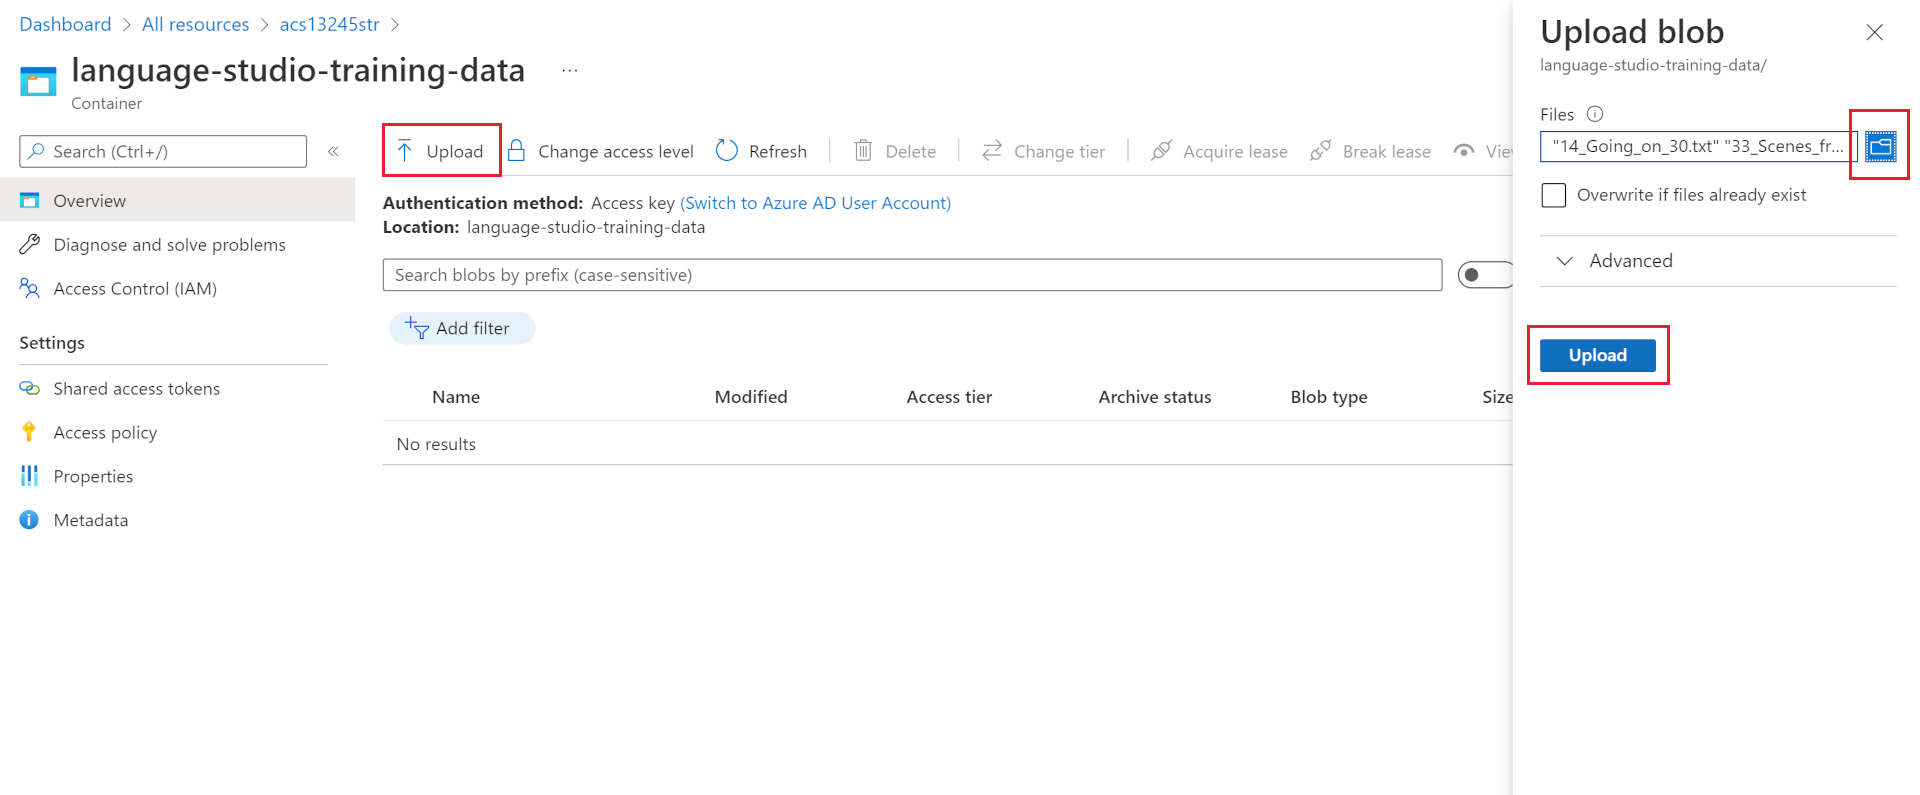 Dashboard > All resources > acs13245str >
language-studio-training-data ...
Container
Search (Ctrl+/) «
Overview
Diagnose and solve problems
Access Control (IAM)
Settings
Shared access tokens
Access policy
Properties
Metadata
Upload Change access level Refresh Delete Change tier Acquire lease Break lease
Authentication method: Access key (Switch to Azure AD User Account)
Location: language-studio-training-data
Search blobs by prefix (case-sensitive)
Add filter
Name Modified Access tier Archive status Blob type Size
No results
Upload blob
language-studio-training-data/
Files
"14_Going_on_30.txt" "33_Scenes_fr...
Overwrite if files already exist
Advanced
Upload